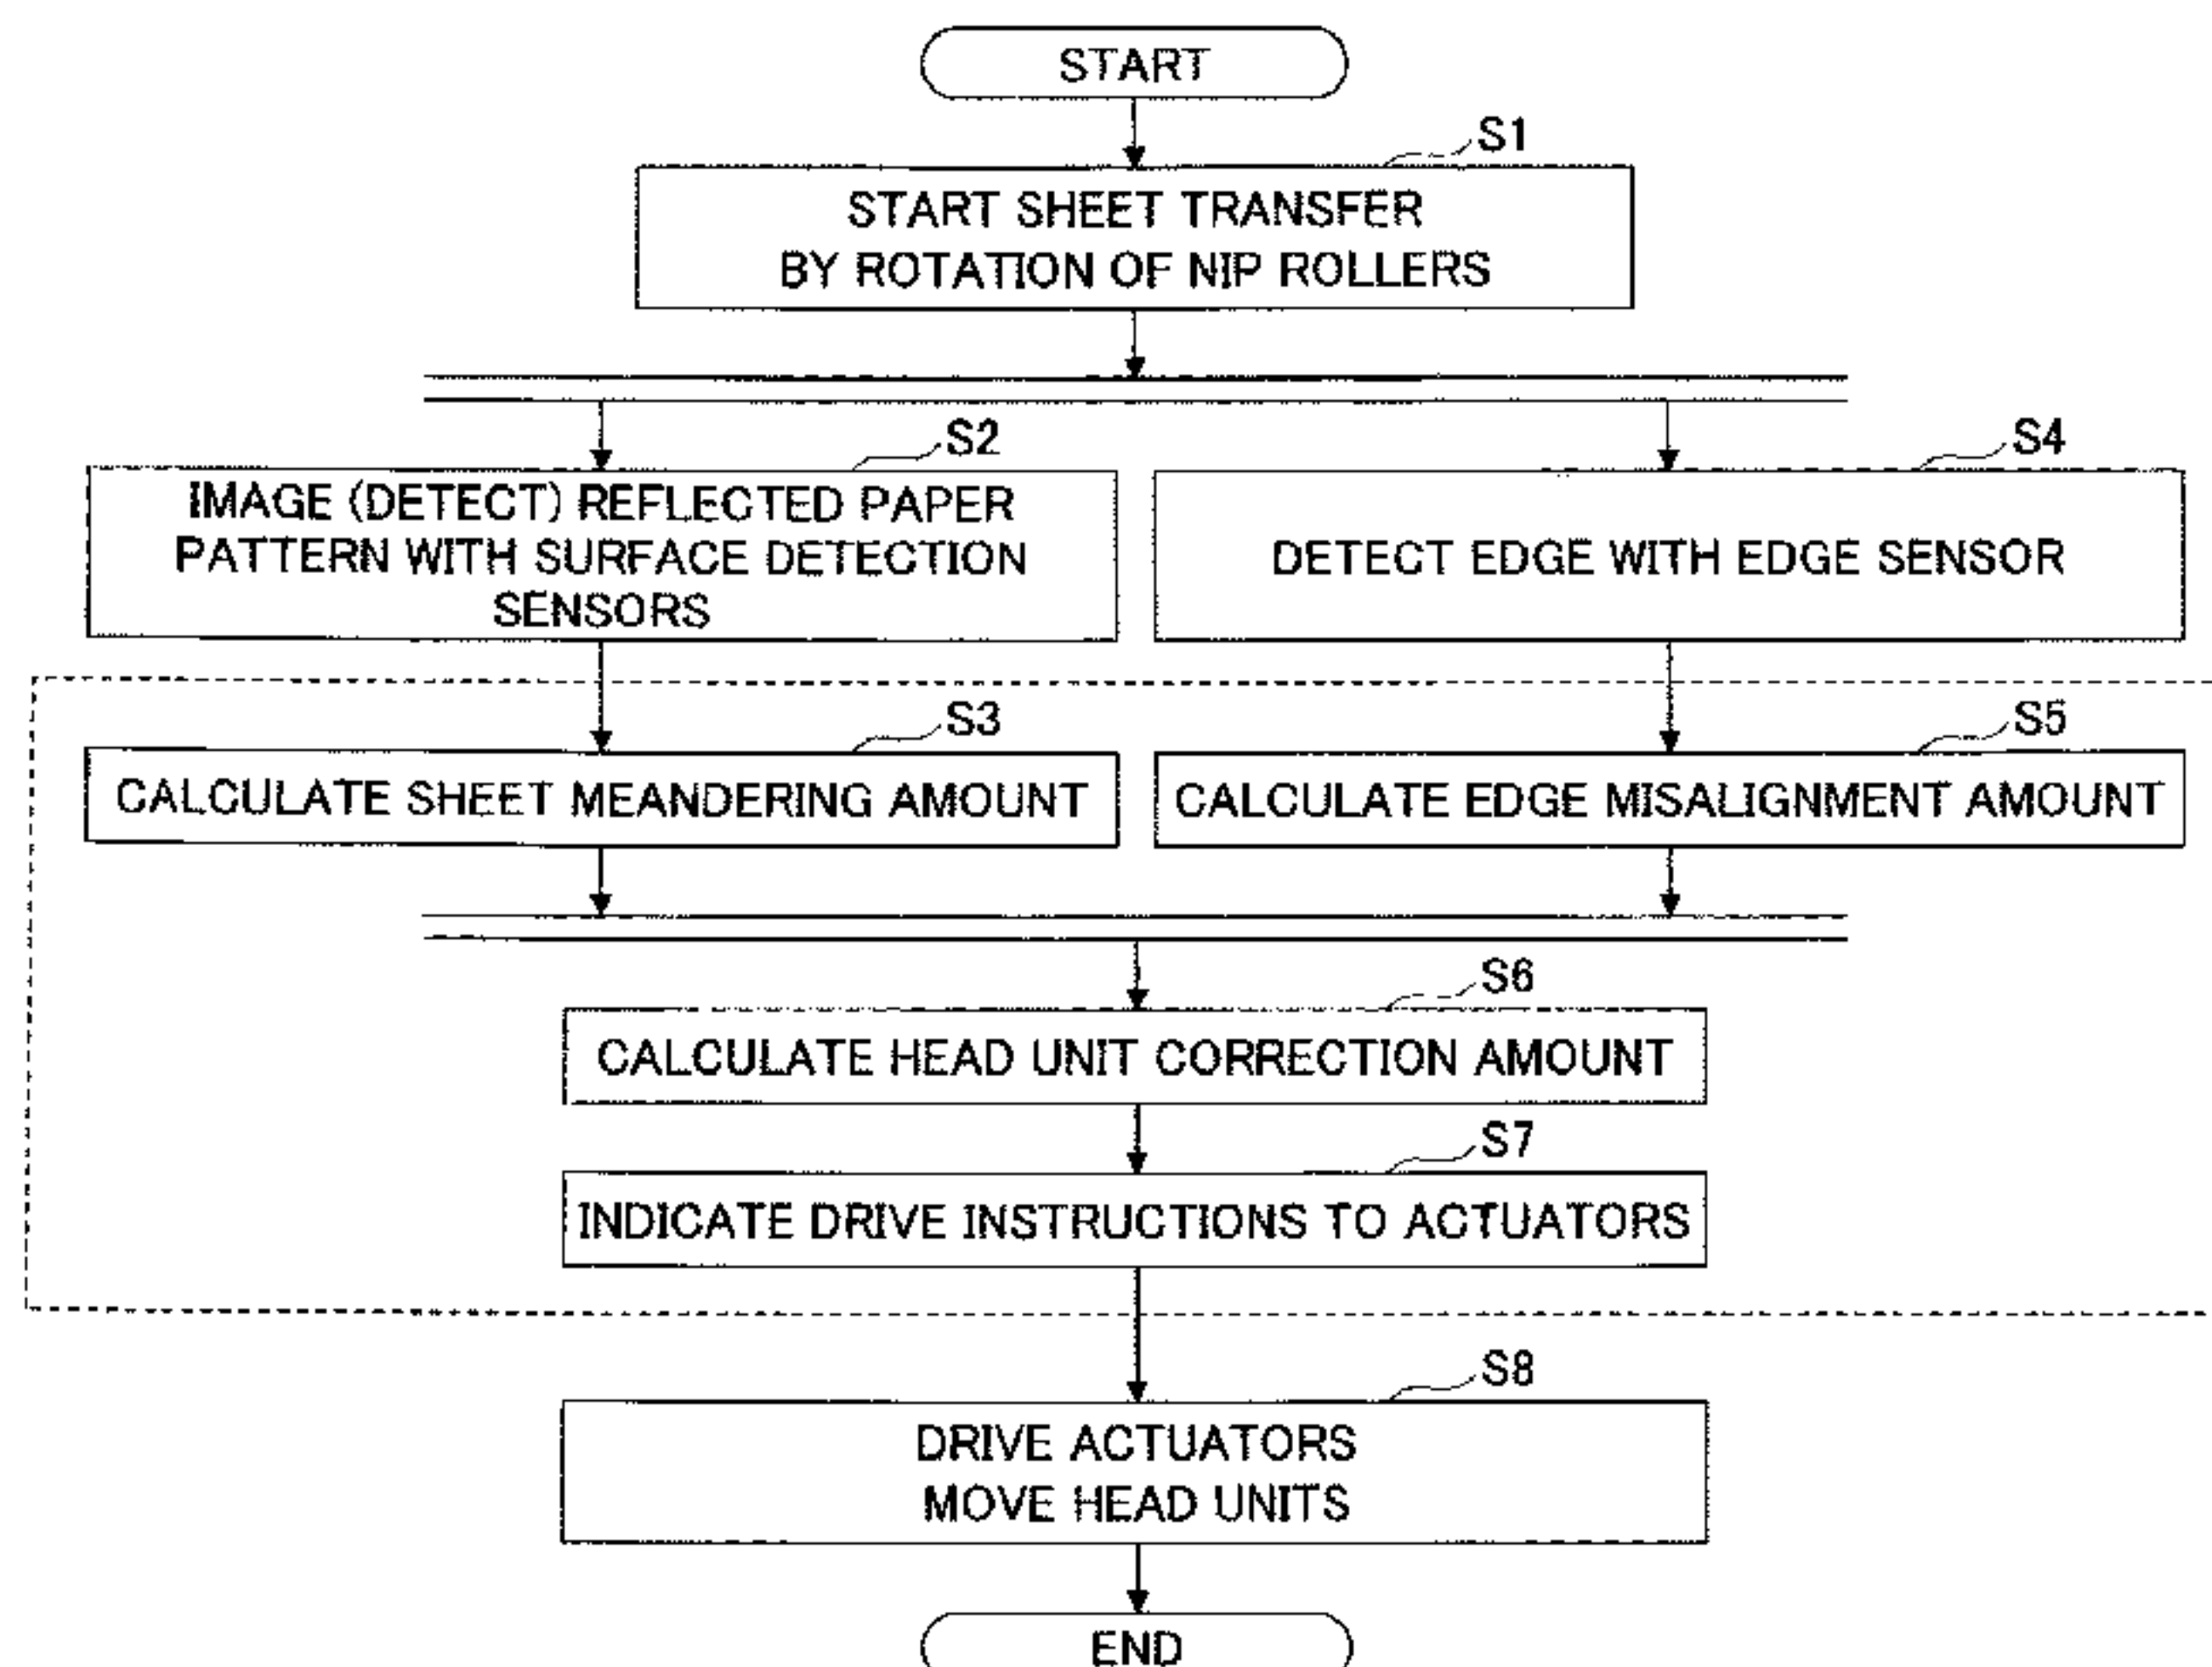 START
S1
START SHEET TRANSFER
BY ROTATION OF NIP ROLLERS
S2
IMAGE (DETECT) REFLECTED PAPER
PATTERN WITH SURFACE DETECTION
SENSORS
S4
DETECT EDGE WITH EDGE SENSOR
S3
CALCULATE SHEET MEANDERING AMOUNT
S5
CALCULATE EDGE MISALIGNMENT AMOUNT
S6
CALCULATE HEAD UNIT CORRECTION AMOUNT
S7
INDICATE DRIVE INSTRUCTIONS TO ACTUATORS
S8
DRIVE ACTUATORS
MOVE HEAD UNITS
END